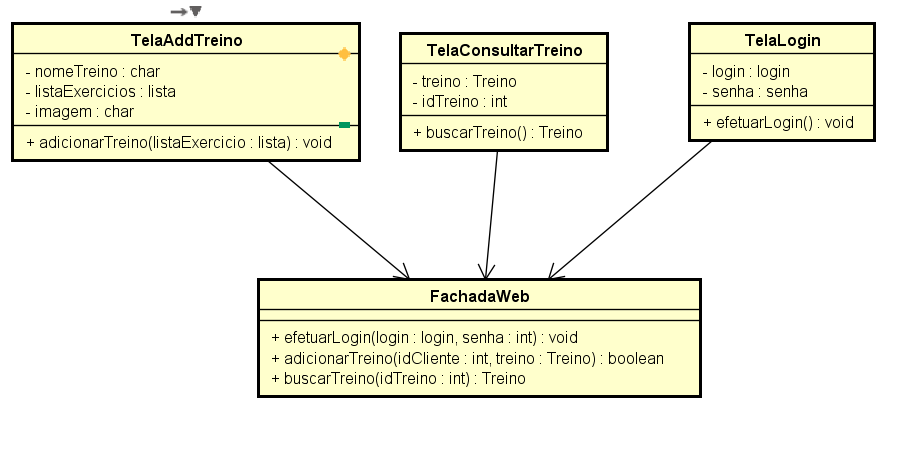 TelaAddTreino
- nomeTreino : char
- listaExercicios : lista
- imagem : char
+ adicionarTreino(listaExercicio : lista) : void
TelaConsultarTreino
- treino : Treino
- idTreino : int
+ buscarTreino() : Treino
TelaLogin
- login : login
- senha : senha
+ efetuarLogin() : void
FachadaWeb
+ efetuarLogin(login : login, senha : int) : void
+ adicionarTreino(idCliente : int, treino : Treino) : boolean
+ buscarTreino(idTreino : int) : Treino